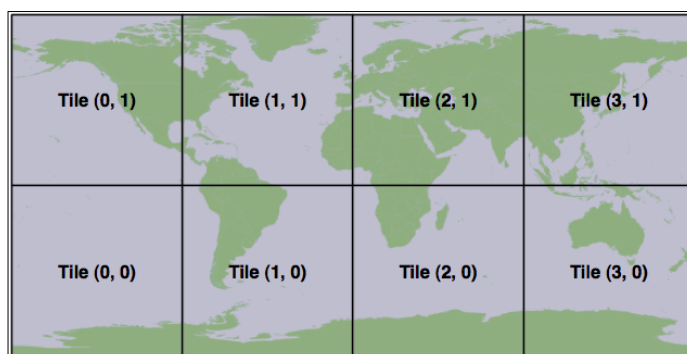 Tile (0, 1) Tile (1, 1) Tile (2, 1) Tile (3, 1)
Tile (0, 0) Tile (1, 0) Tile (2, 0) Tile (3, 0)